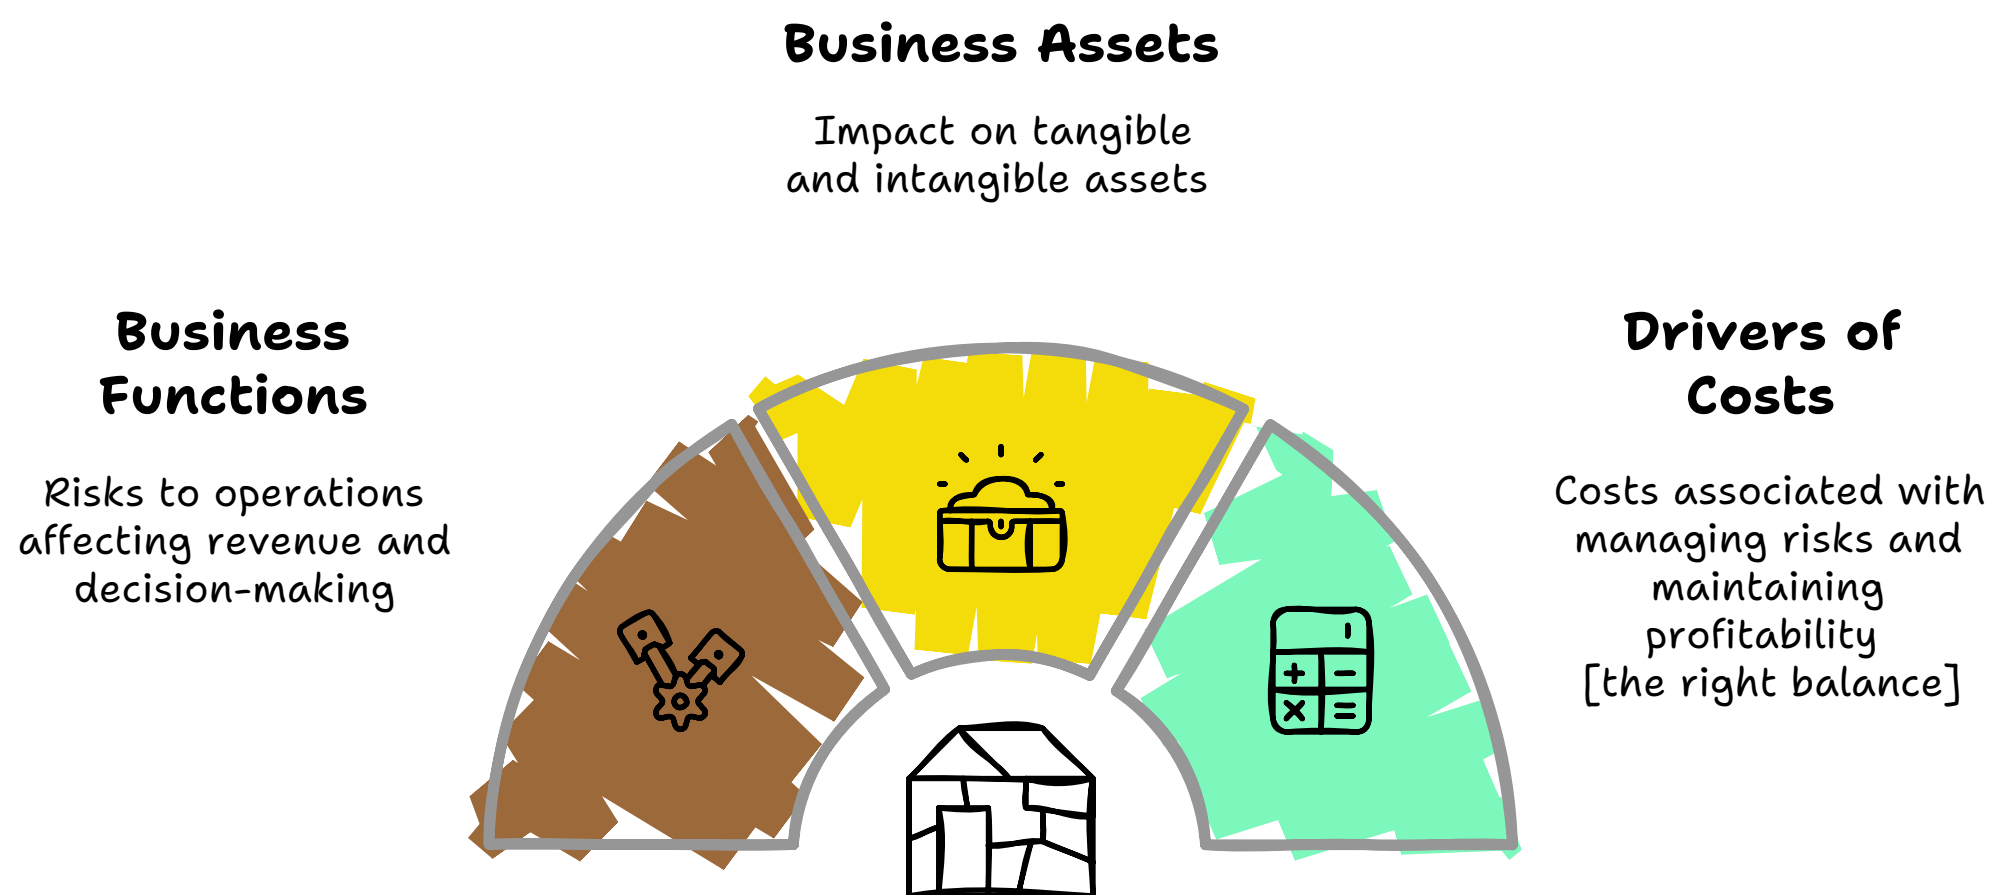 Business Assets
Impact on tangible
and intangible assets
Business
Functions
Risks to operations
affecting revenue and
decision-making
Drivers of
Costs
Costs associated with
managing risks and
maintaining
profitability
[the right balance]